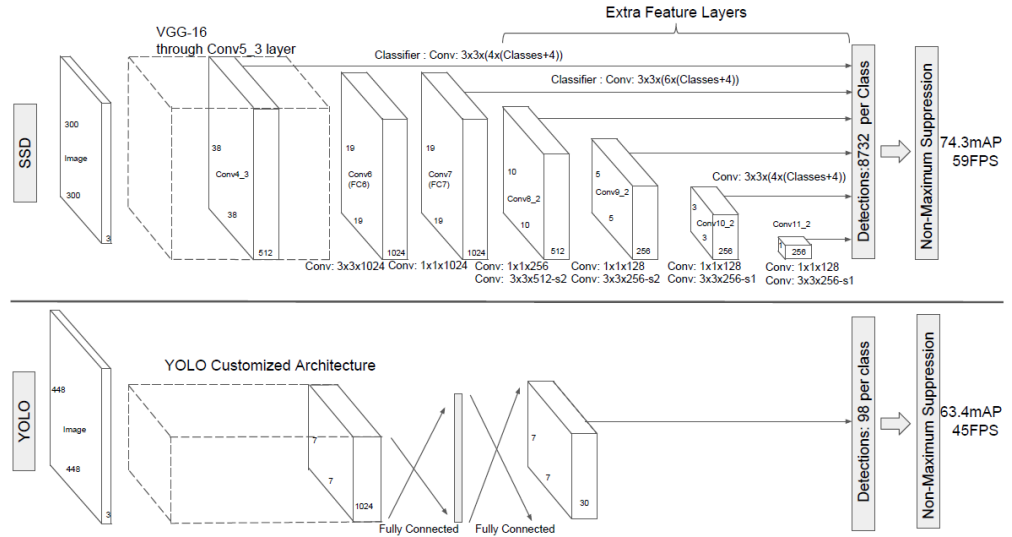 Extra Feature Layers
VGG-16
through Conv5_3 layer
Classifier : Conv: 3x3x(4x(Classes+4))
Classifier : Conv: 3x3x(6x(Classes+4))
SSD
300
Image
300
3
38
Conv4_3
38
512
19
Conv6
(FC6)
19
1024
19
Conv7
(FC7)
19
1024
10
Conv8_2
10
512
5
Conv9_2
5
256
Conv: 3x3x(4x(Classes+4))
3
Conv10_2
3
256
Conv11_2
1
256
Conv: 3x3x1024
Conv: 1x1x1024
Conv: 1x1x256
Conv: 3x3x512-s2
Conv: 1x1x128
Conv: 3x3x256-s2
Conv: 1x1x128
Conv: 3x3x256-s1
Conv: 1x1x128
Conv: 3x3x256-s1
Detections:8732 per Class
Non-Maximum Suppression
74.3mAP
59FPS
YOLO
448
Image
448
3
YOLO Customized Architecture
7
7
1024
Fully Connected
Fully Connected
7
7
30
Detections: 98 per class
Non-Maximum Suppression
63.4mAP
45FPS